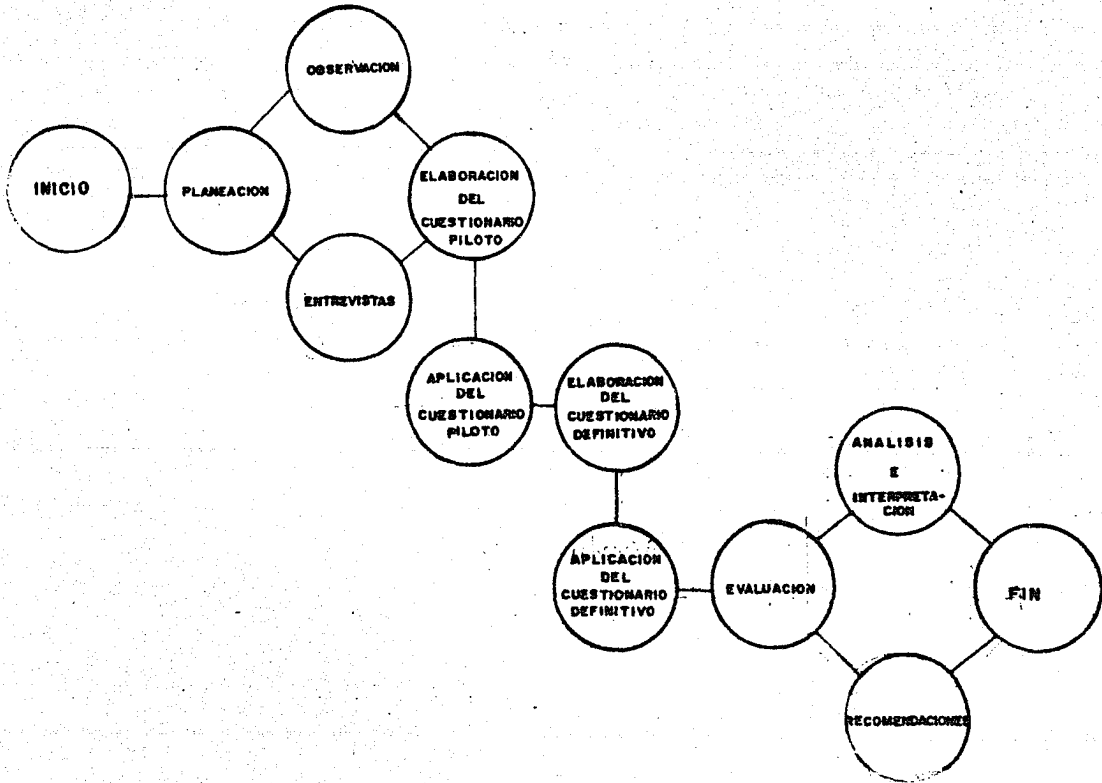 INICIO
PLANEACION
OBSERVACION
ENTREVISTAS
ELABORACION
DEL
CUESTIONARIO
PILOTO
APLICACION
DEL
CUESTIONARIO
PILOTO
ELABORACION
DEL
CUESTIONARIO
DEFINITIVO
APLICACION
DEL
CUESTIONARIO
DEFINITIVO
EVALUACION
ANALISIS
E
INTERPRETA-
CION
RECOMENDACIONES
FIN